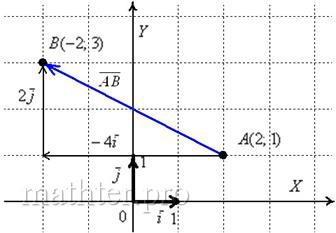 Y
B(−2; 3)
AB
2j
A(2; 1)
−4i
1
j
X
0
i
1
mathter.pro